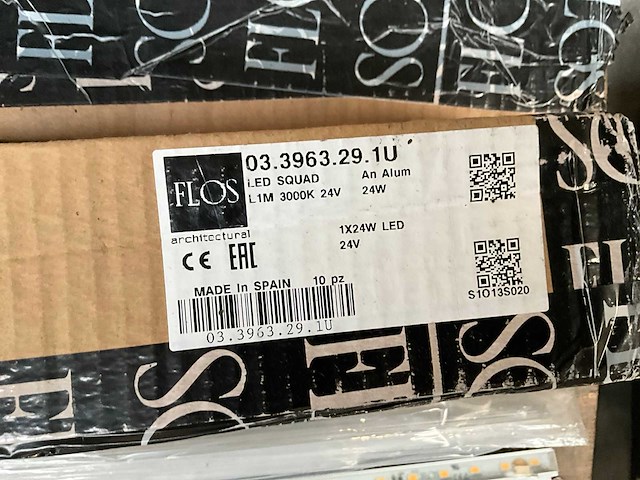 FLOS
03.3963.29.1U
LED SQUAD An Alum
L1M 3000K 24V 24W
architectural
1X24W LED
24V
CE EAC
MADE In SPAIN 10 pz
03.3963.29.1U
S1O13S020